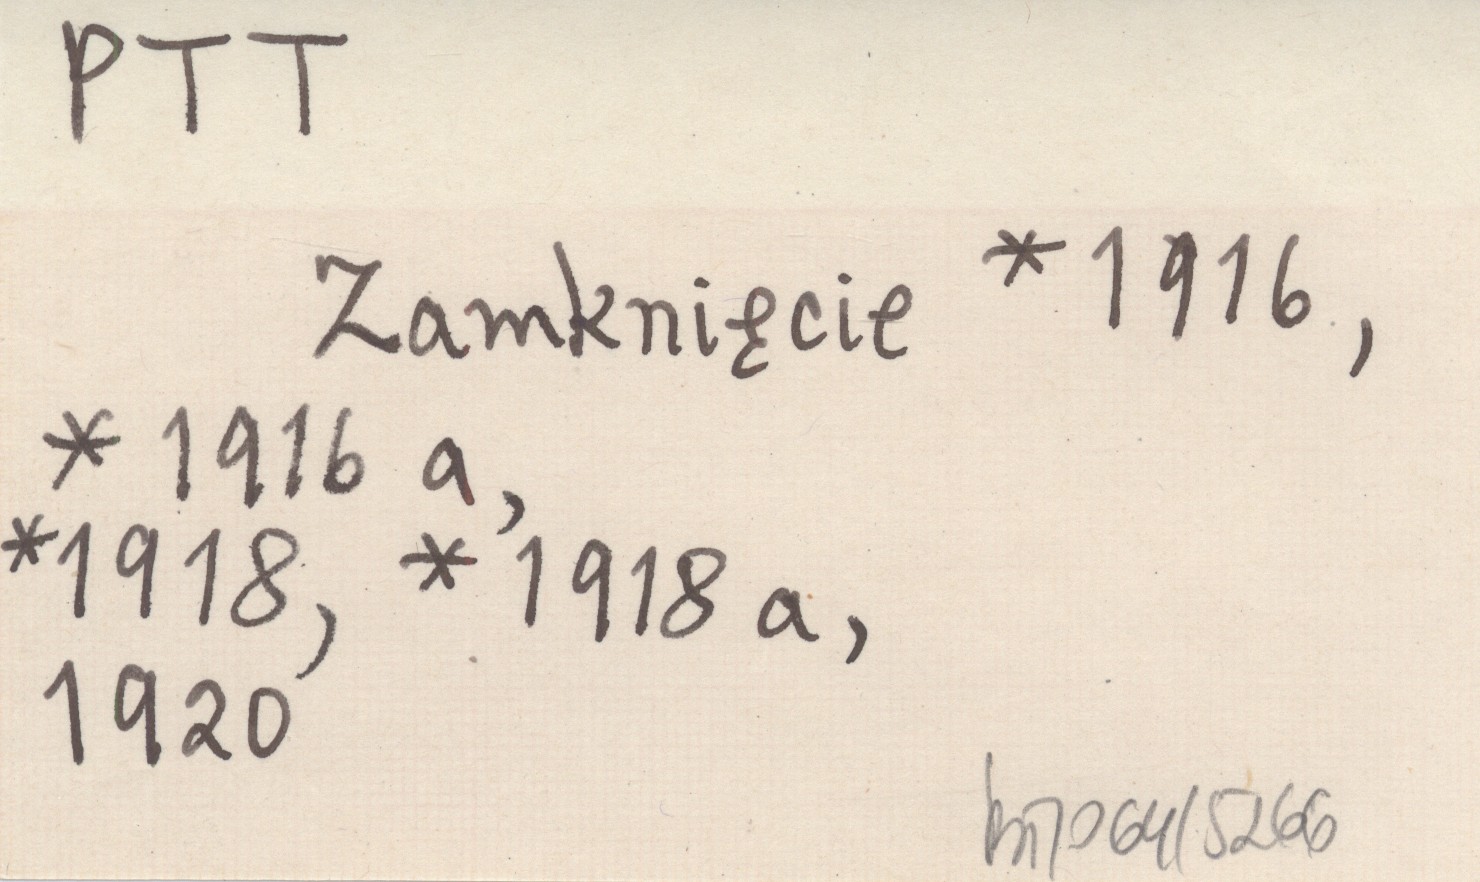 PTT
Zamknięcie *1916,
*1916 a,
*1918, *1918 a,
1920